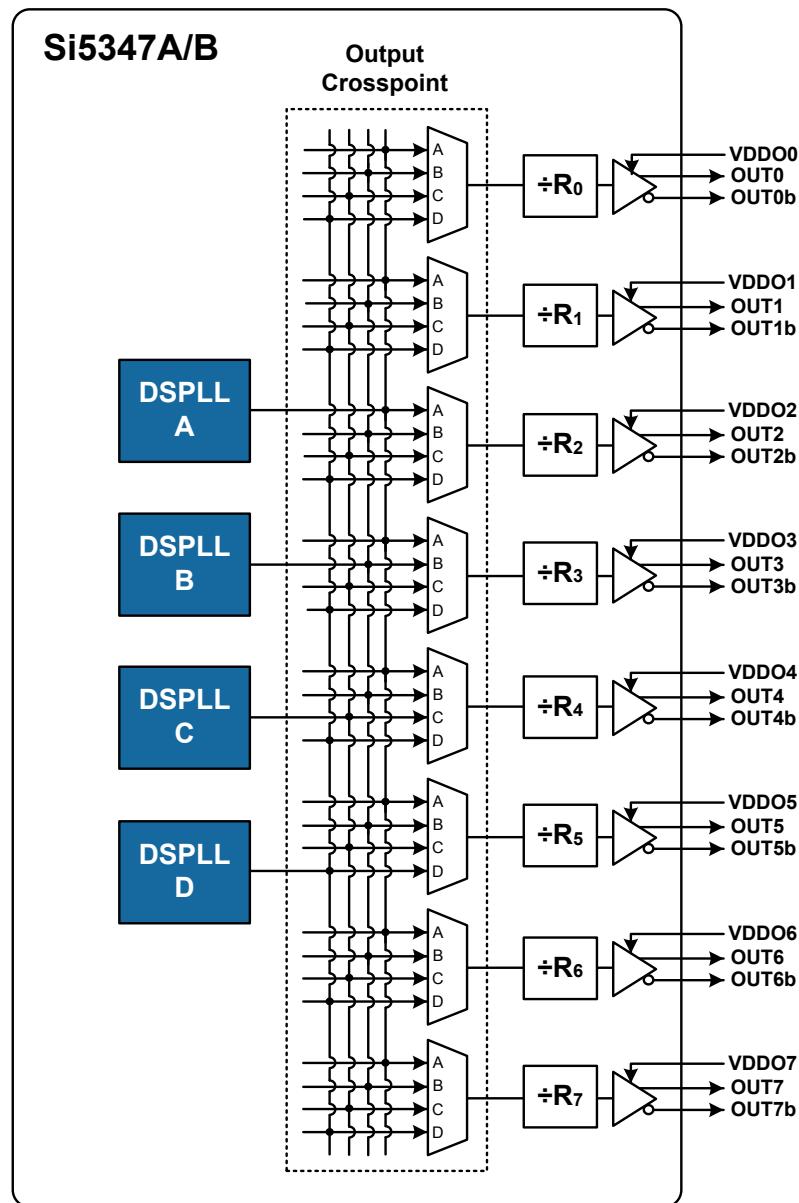 Si5347A/B
Output
Crosspoint
A
B
C
D
÷R0
VDDO0
OUT0
OUT0b
A
B
C
D
÷R1
VDDO1
OUT1
OUT1b
DSPLL
A
A
B
C
D
÷R2
VDDO2
OUT2
OUT2b
DSPLL
B
A
B
C
D
÷R3
VDDO3
OUT3
OUT3b
DSPLL
C
A
B
C
D
÷R4
VDDO4
OUT4
OUT4b
DSPLL
D
A
B
C
D
÷R5
VDDO5
OUT5
OUT5b
A
B
C
D
÷R6
VDDO6
OUT6
OUT6b
A
B
C
D
÷R7
VDDO7
OUT7
OUT7b